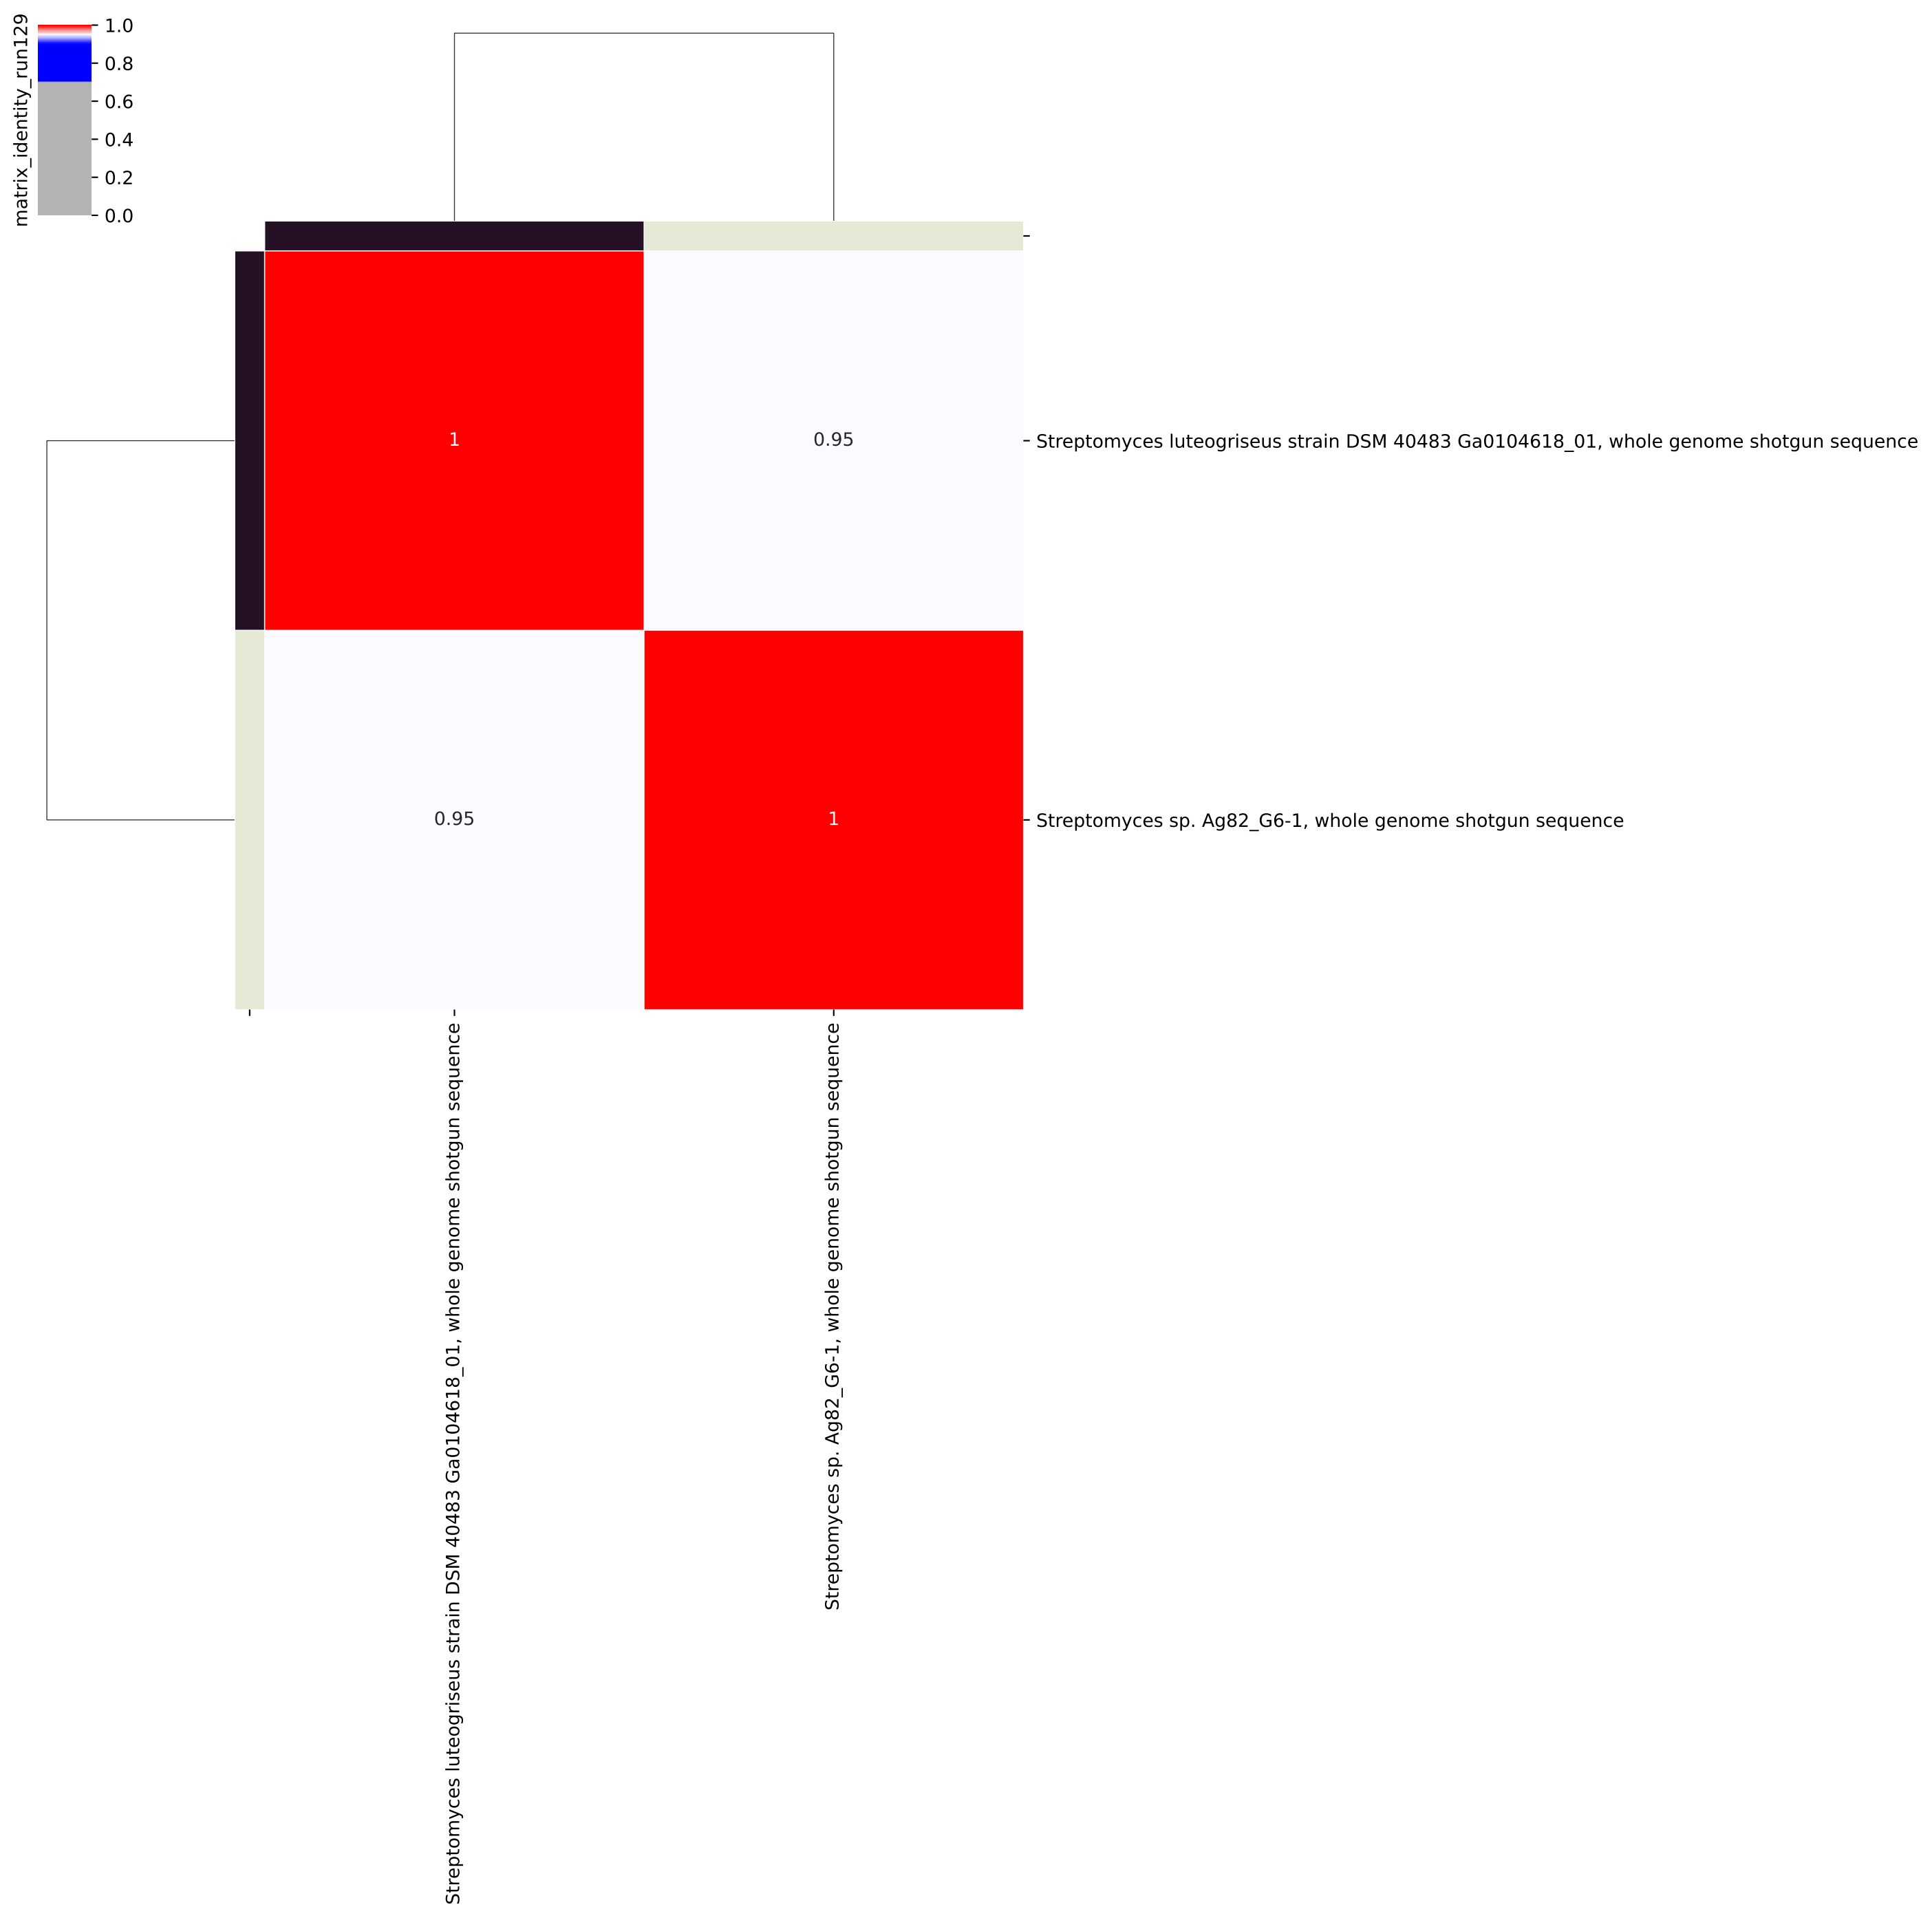 matrix_identity_run129
1.0
0.8
0.6
0.4
0.2
0.0
1
0.95
Streptomyces luteogriseus strain DSM 40483 Ga0104618_01, whole genome shotgun sequence
0.95
1
Streptomyces sp. Ag82_G6-1, whole genome shotgun sequence
Streptomyces luteogriseus strain DSM 40483 Ga0104618_01, whole genome shotgun sequence
Streptomyces sp. Ag82_G6-1, whole genome shotgun sequence